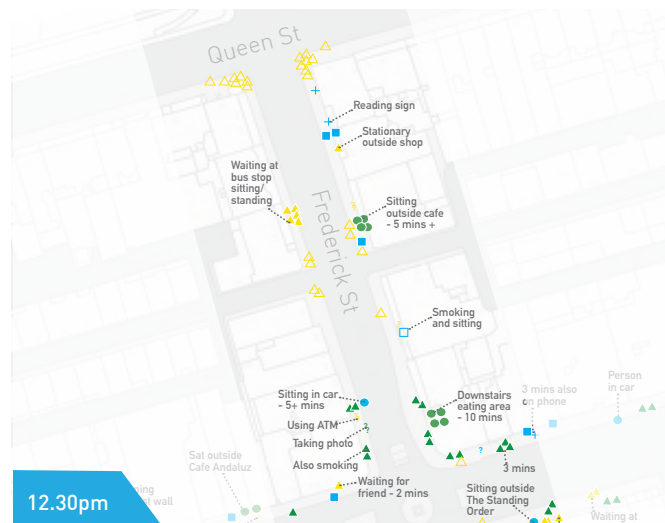 Queen St
Reading sign
Stationary
outside shop
Waiting at
bus stop
sitting/
standing
Frederick St
Sitting
outside cafe
- 5 mins +
Smoking
and sitting
Sitting in car
- 5+ mins
Using ATM
Taking photo
Also smoking
Waiting for
friend - 2 mins
Downstairs
eating area
- 10 mins
3 mins also
on phone
Person
in car
3 mins
Sat outside
Cafe Andaluz
st wall
Sitting outside
The Standing
Order
Waiting at
12.30pm